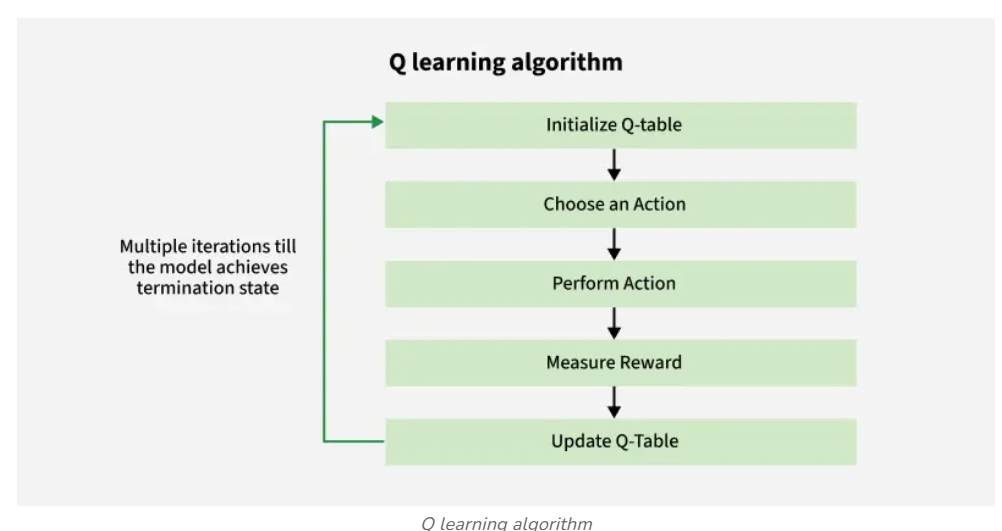 Q learning algorithm
Initialize Q-table
Choose an Action
Multiple iterations till
the model achieves
termination state
Perform Action
Measure Reward
Update Q-Table
Q learning algorithm